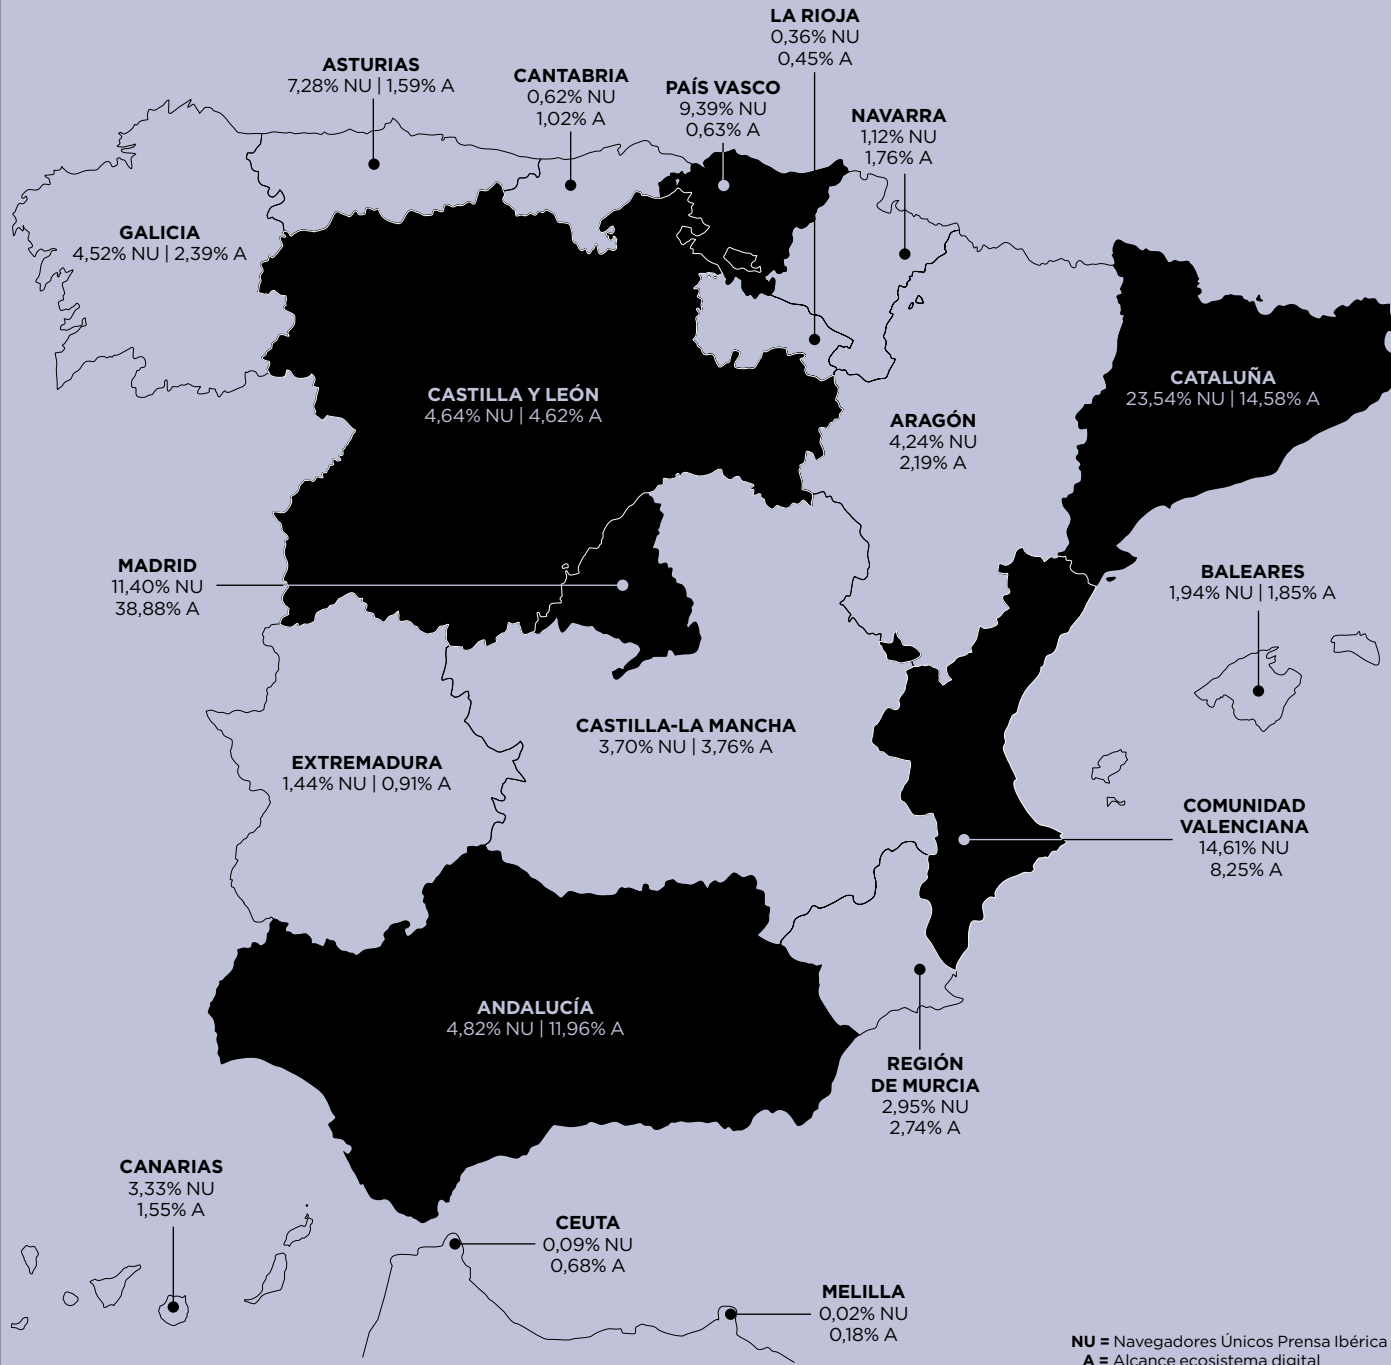 LA RIOJA
0,36% NU
0,45% A
ASTURIAS
7,28% NU | 1,59% A
CANTABRIA
0,62% NU
1,02% A
PAÍS VASCO
9,39% NU
0,63% A
NAVARRA
1,12% NU
1,76% A
GALICIA
4,52% NU | 2,39% A
CASTILLA Y LEÓN
4,64% NU | 4,62% A
CATALUÑA
23,54% NU | 14,58% A
ARAGÓN
4,24% NU
2,19% A
MADRID
11,40% NU
38,88% A
BALEARES
1,94% NU | 1,85% A
CASTILLA-LA MANCHA
3,70% NU | 3,76% A
EXTREMADURA
1,44% NU | 0,91% A
COMUNIDAD
VALENCIANA
14,61% NU
8,25% A
ANDALUCÍA
4,82% NU | 11,96% A
REGIÓN
DE MURCIA
2,95% NU
2,74% A
CANARIAS
3,33% NU
1,55% A
CEUTA
0,09% NU
0,68% A
MELILLA
0,02% NU
0,18% A
NU = Navegadores Únicos Prensa Ibérica
A = Alcance ecosistema digital